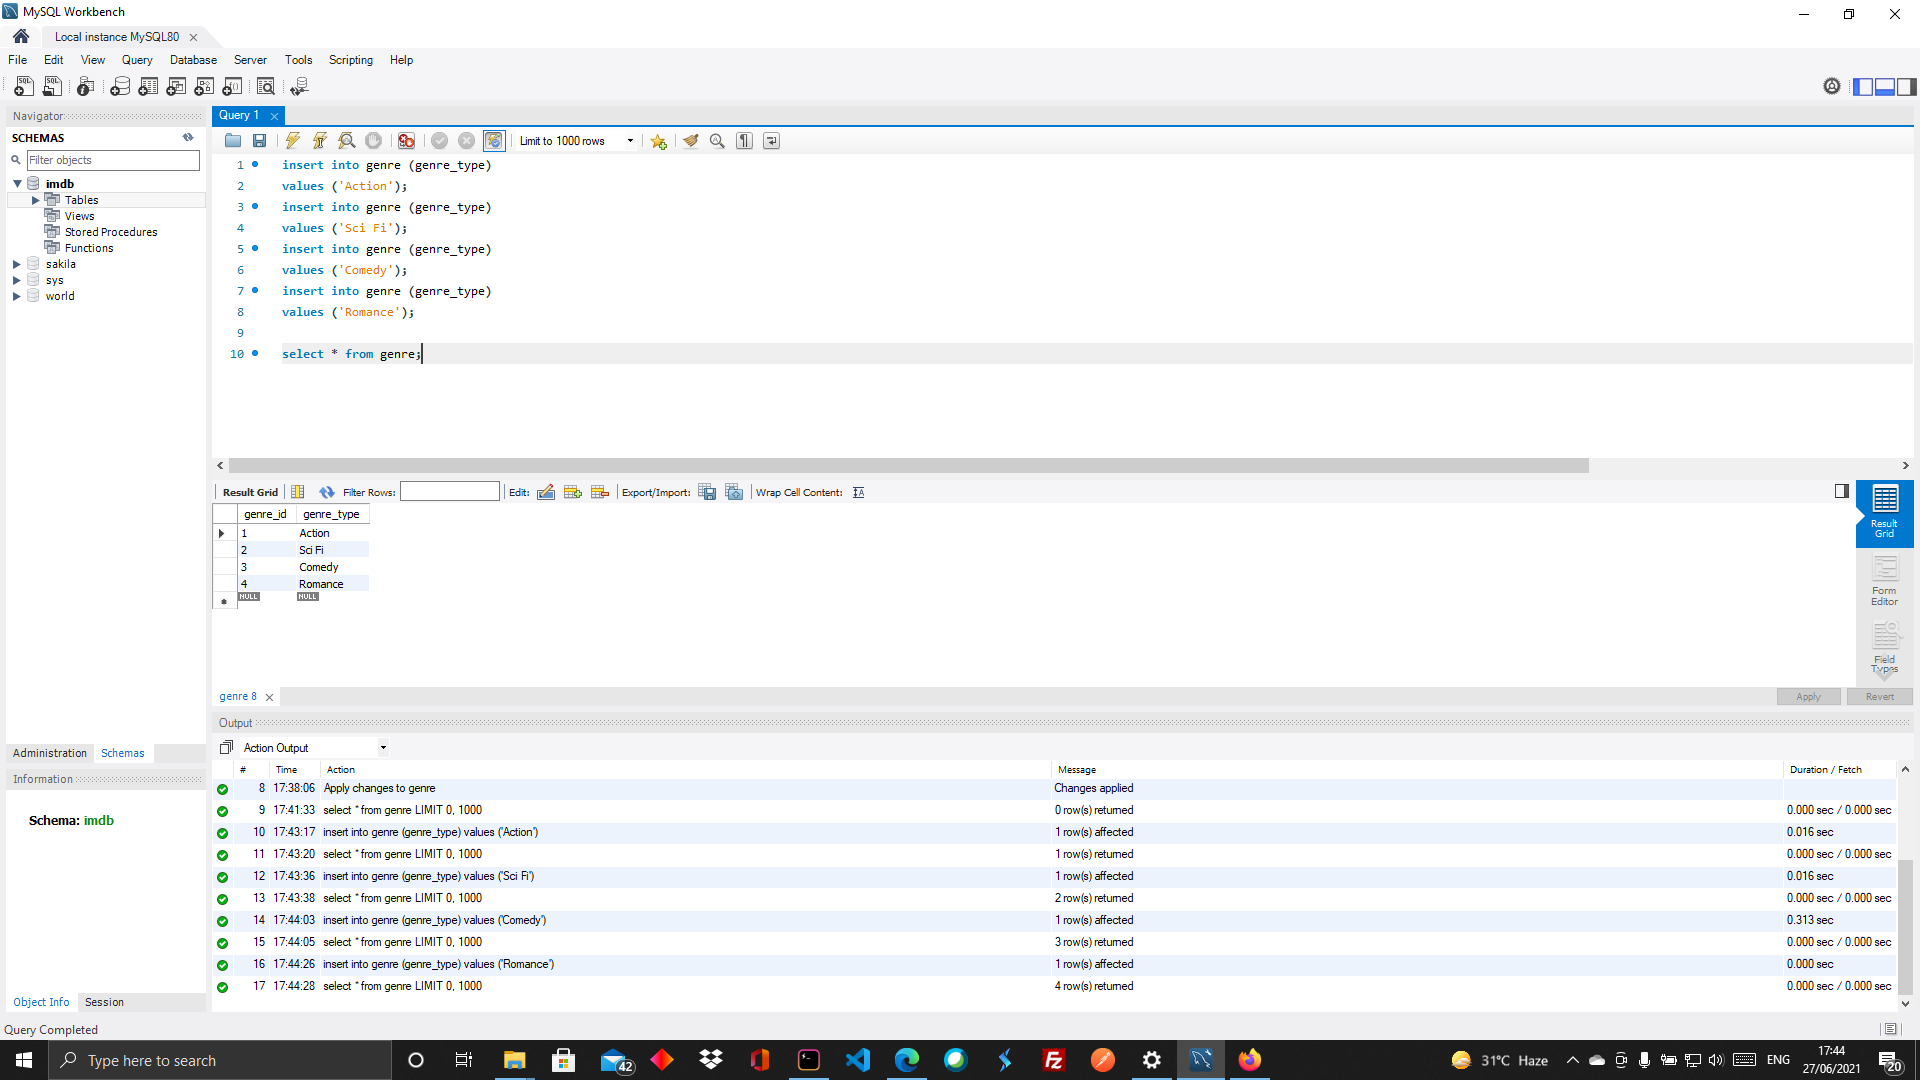 MySQL Workbench
Local instance MySQL80
File Edit View Query Database Server Tools Scripting Help
Navigator
SCHEMAS
Filter objects
imdb
Tables
Views
Stored Procedures
Functions
sakila
sys
world
Administration Schemas
Information
Schema: imdb
Object Info Session
Query 1
Limit to 1000 rows
1 insert into genre (genre_type)
2 values ('Action');
3 insert into genre (genre_type)
4 values ('Sci Fi');
5 insert into genre (genre_type)
6 values ('Comedy');
7 insert into genre (genre_type)
8 values ('Romance');
9
10 select * from genre;
Result Grid Filter Rows: Edit: Export/Import: Wrap Cell Content:
genre_id genre_type
1 Action
2 Sci Fi
3 Comedy
4 Romance
NULL NULL
Result Grid
Form Editor
Field Types
genre 8
Apply Revert
Output
Action Output
# Time Action Message Duration / Fetch
8 17:38:06 Apply changes to genre Changes applied
9 17:41:33 select * from genre LIMIT 0, 1000 0 row(s) returned 0.000 sec / 0.000 sec
10 17:43:17 insert into genre (genre_type) values ('Action') 1 row(s) affected 0.016 sec
11 17:43:20 select * from genre LIMIT 0, 1000 1 row(s) returned 0.000 sec / 0.000 sec
12 17:43:36 insert into genre (genre_type) values ('Sci Fi') 1 row(s) affected 0.016 sec
13 17:43:38 select * from genre LIMIT 0, 1000 2 row(s) returned 0.000 sec / 0.000 sec
14 17:44:03 insert into genre (genre_type) values ('Comedy') 1 row(s) affected 0.313 sec
15 17:44:05 select * from genre LIMIT 0, 1000 3 row(s) returned 0.000 sec / 0.000 sec
16 17:44:26 insert into genre (genre_type) values ('Romance') 1 row(s) affected 0.000 sec
17 17:44:28 select * from genre LIMIT 0, 1000 4 row(s) returned 0.000 sec / 0.000 sec
Query Completed
Type here to search
42
31°C Haze
ENG
17:44
27/06/2021
20